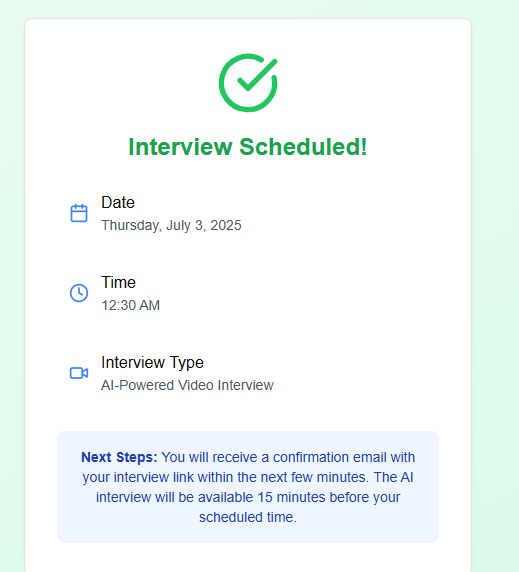 Interview Scheduled!
Date
Thursday, July 3, 2025
Time
12:30 AM
Interview Type
AI-Powered Video Interview
Next Steps: You will receive a confirmation email with
your interview link within the next few minutes. The AI
interview will be available 15 minutes before your
scheduled time.